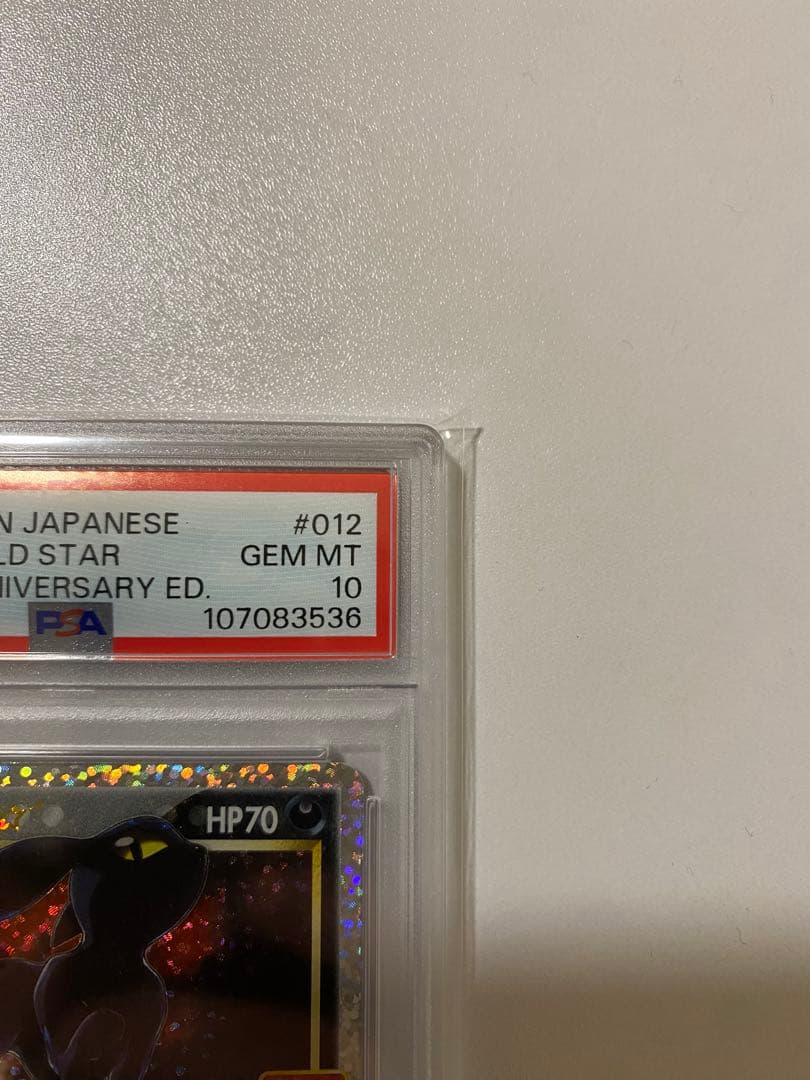 N JAPANESE #012
LD STAR GEM MT
NIVERSARY ED. 10
PSA 107083536
HP70